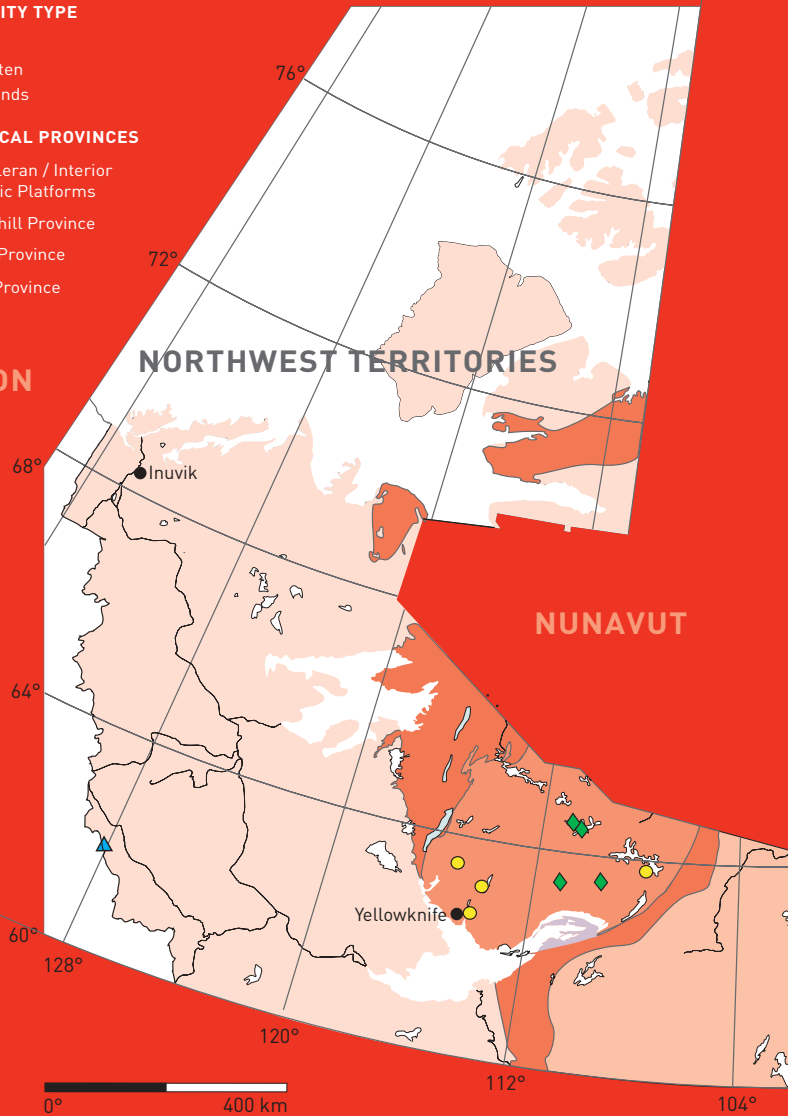 ITY TYPE
ten
nds
CAL PROVINCES
leran / Interior
ic Platforms
hill Province
Province
Province
76°
72°
NORTHWEST TERRITORIES
ON
68°
Inuvik
NUNAVUT
64°
Yellowknife
60°
128°
120°
112°
104°
0°
400 km